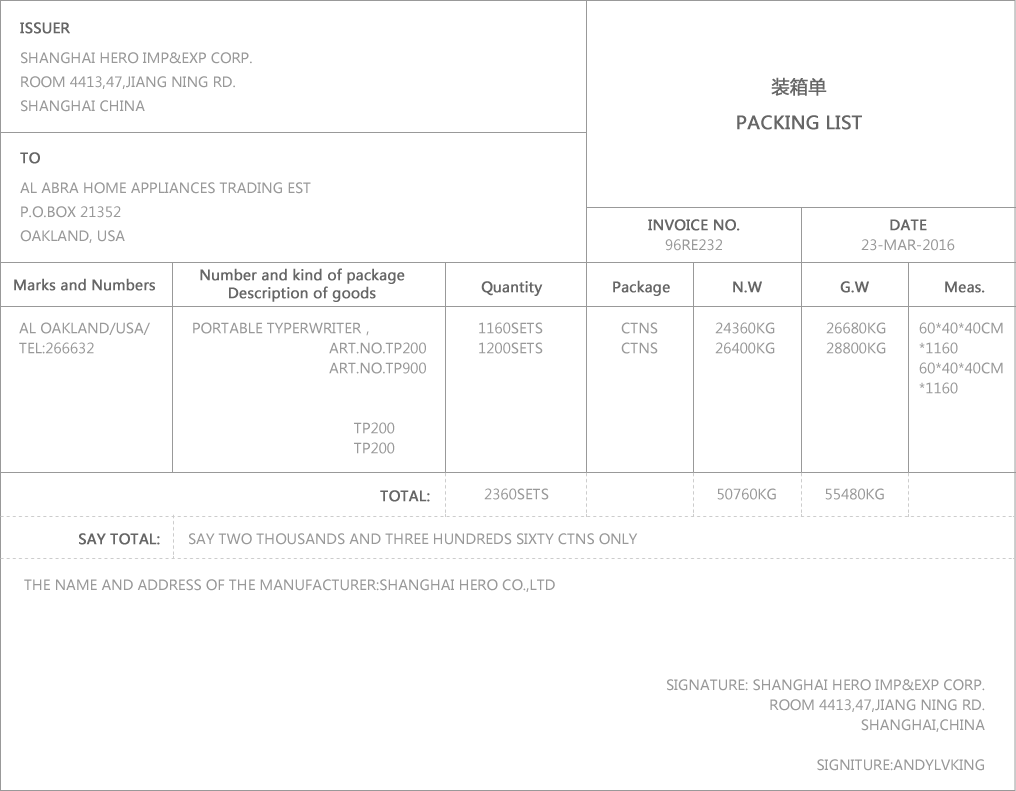 ISSUER
SHANGHAI HERO IMP&EXP CORP.
ROOM 4413,47,JIANG NING RD.
SHANGHAI CHINA
装箱单
PACKING LIST
TO
AL ABRA HOME APPLIANCES TRADING EST
P.O.BOX 21352
OAKLAND, USA
INVOICE NO.
96RE232
DATE
23-MAR-2016
Marks and Numbers
Number and kind of package
Description of goods
Quantity
Package
N.W
G.W
Meas.
AL OAKLAND/USA/
TEL:266632
PORTABLE TYPERWRITER ,
ART.NO.TP200
ART.NO.TP900
TP200
TP200
1160SETS
1200SETS
CTNS
CTNS
24360KG
26400KG
26680KG
28800KG
60*40*40CM
*1160
60*40*40CM
*1160
TOTAL:
2360SETS
50760KG
55480KG
SAY TOTAL:
SAY TWO THOUSANDS AND THREE HUNDREDS SIXTY CTNS ONLY
THE NAME AND ADDRESS OF THE MANUFACTURER:SHANGHAI HERO CO.,LTD
SIGNATURE: SHANGHAI HERO IMP&EXP CORP.
ROOM 4413,47,JIANG NING RD.
SHANGHAI,CHINA
SIGNITURE:ANDYLVKING